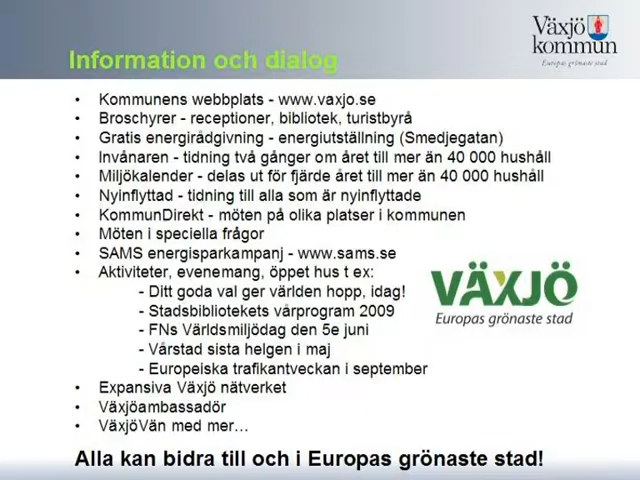 Växjö
kommun
Europas grönaste stad
Information och dialog
• Kommunens webbplats - www.vaxjo.se
• Broschyrer - receptioner, bibliotek, turistbyrå
• Gratis energirådgivning - energiutställning (Smedjegatan)
• Invånaren - tidning två gånger om året till mer än 40 000 hushåll
• Miljökalender - delas ut för fjärde året till mer än 40 000 hushåll
• Nyinflyttad - tidning till alla som är nyinflyttade
• KommunDirekt - möten på olika platser i kommunen
• Möten i speciella frågor
• SAMS energisparkampanj - www.sams.se
• Aktiviteter, evenemang, öppet hus t ex:
- Ditt goda val ger världen hopp, idag!
- Stadsbibliotekets vårprogram 2009
- FNs Världsmiljödag den 5e juni
- Vårstad sista helgen i maj
- Europeiska trafikantveckan i september
VÄXJÖ
Europas grönaste stad
• Expansiva Växjö nätverket
• Växjöambassadör
• VäxjöVän med mer…
Alla kan bidra till och i Europas grönaste stad!